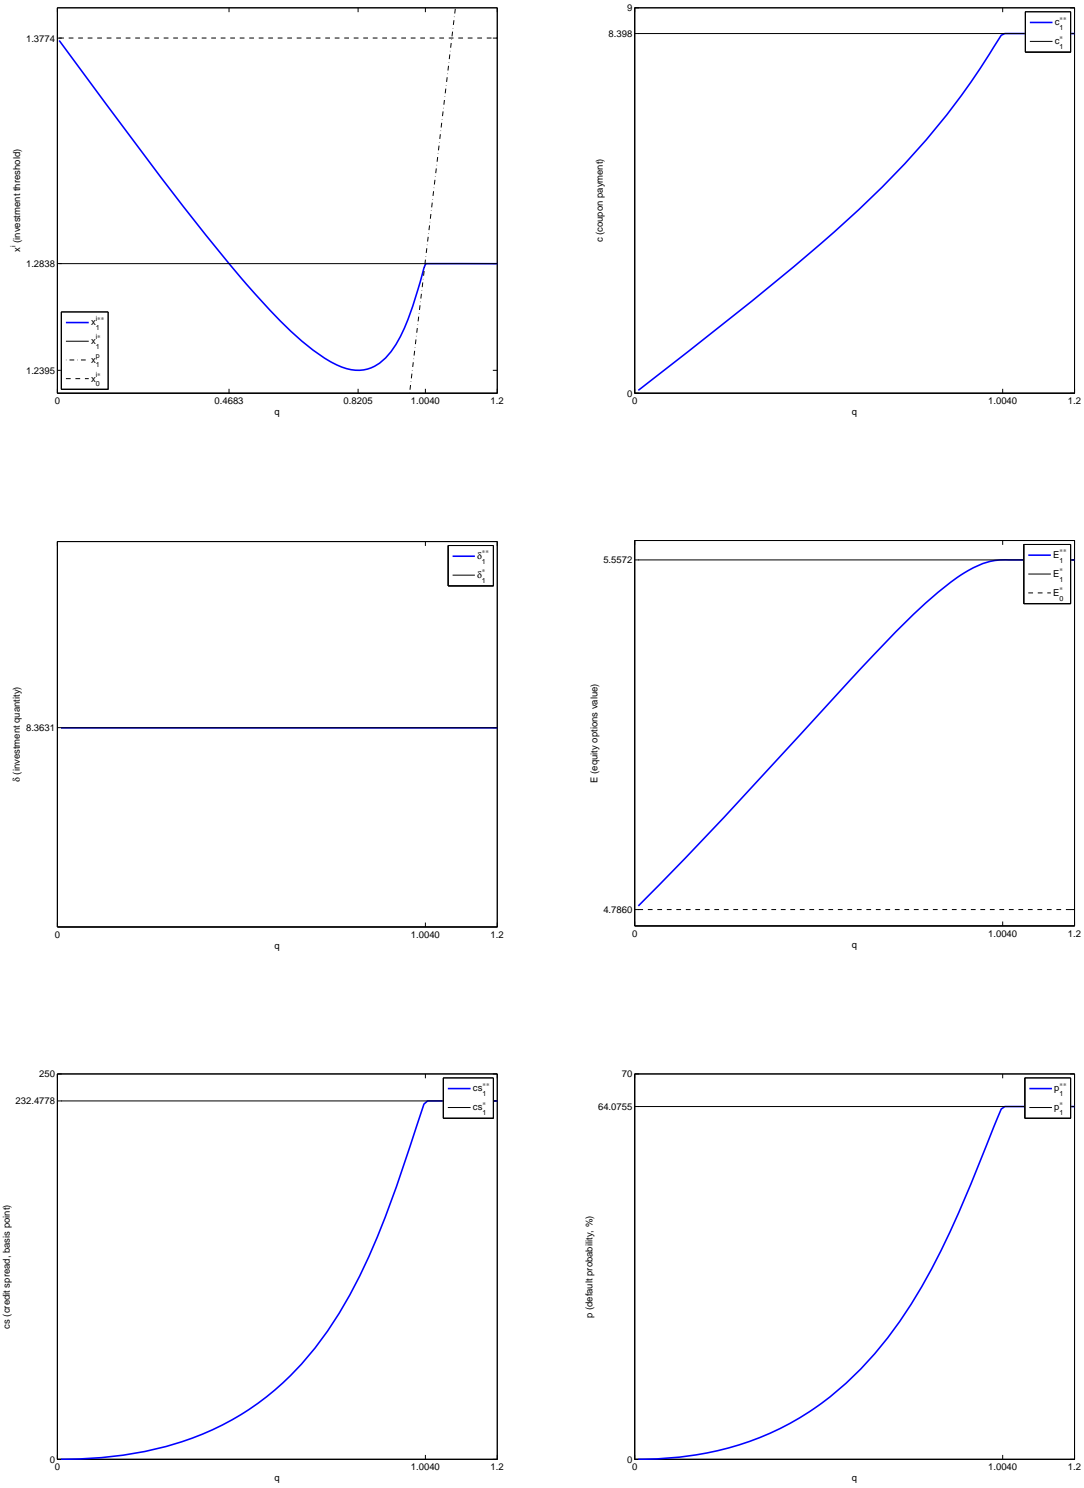 1.3774
1.2838
1.2395
x^i (investment threshold)
x_1^{i**}
x_1^{i*}
x_1^p
x_0^{i*}
0
0.4683
0.8205
1.0040
1.2
q
9
8.398
0
c (coupon payment)
c_1^{**}
c_1^*
0
1.0040
1.2
q
8.3631
δ (investment quantity)
δ_1^{**}
δ_1^*
0
1.0040
1.2
q
5.5572
4.7860
E (equity options value)
E_1^{**}
E_1^*
E_0^*
0
1.0040
1.2
q
250
232.4778
0
cs (credit spread, basis point)
cs_1^{**}
cs_1^*
0
1.0040
1.2
q
70
64.0755
0
p (default probability, %)
p_1^{**}
p_1^*
0
1.0040
1.2
q